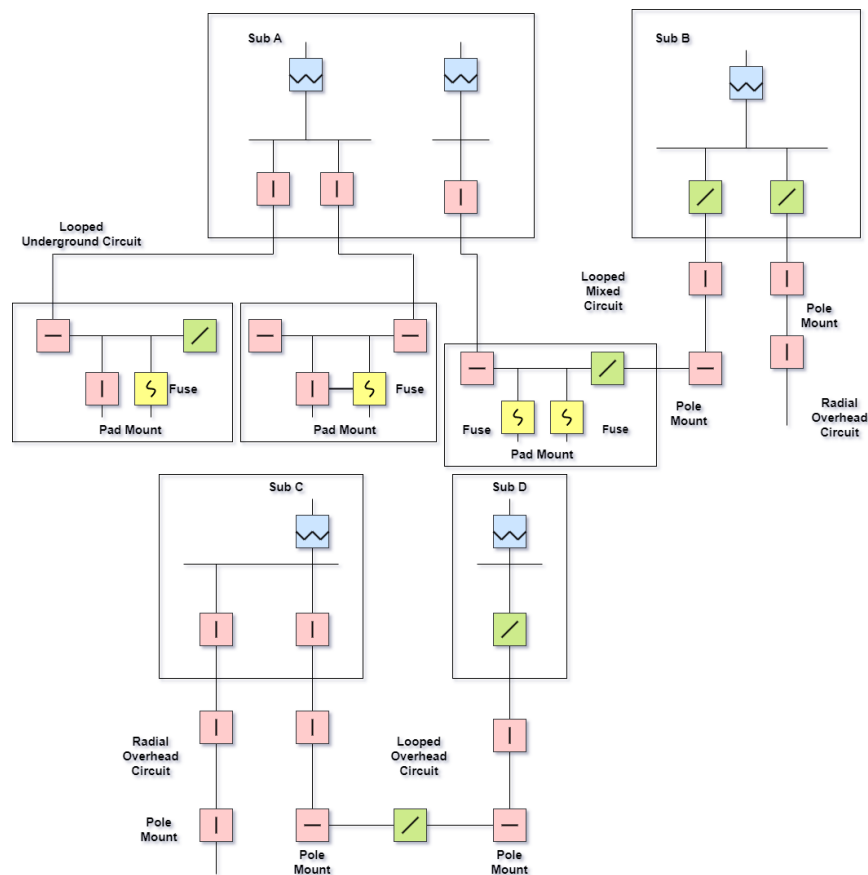 Sub A
Sub B
Looped
Underground Circuit
Looped
Mixed
Circuit
Pole
Mount
Fuse
Pad Mount
Fuse
Pad Mount
Fuse
Fuse
Pad Mount
Pole
Mount
Radial
Overhead
Circuit
Sub C
Sub D
Radial
Overhead
Circuit
Looped
Overhead
Circuit
Pole
Mount
Pole
Mount
Pole
Mount